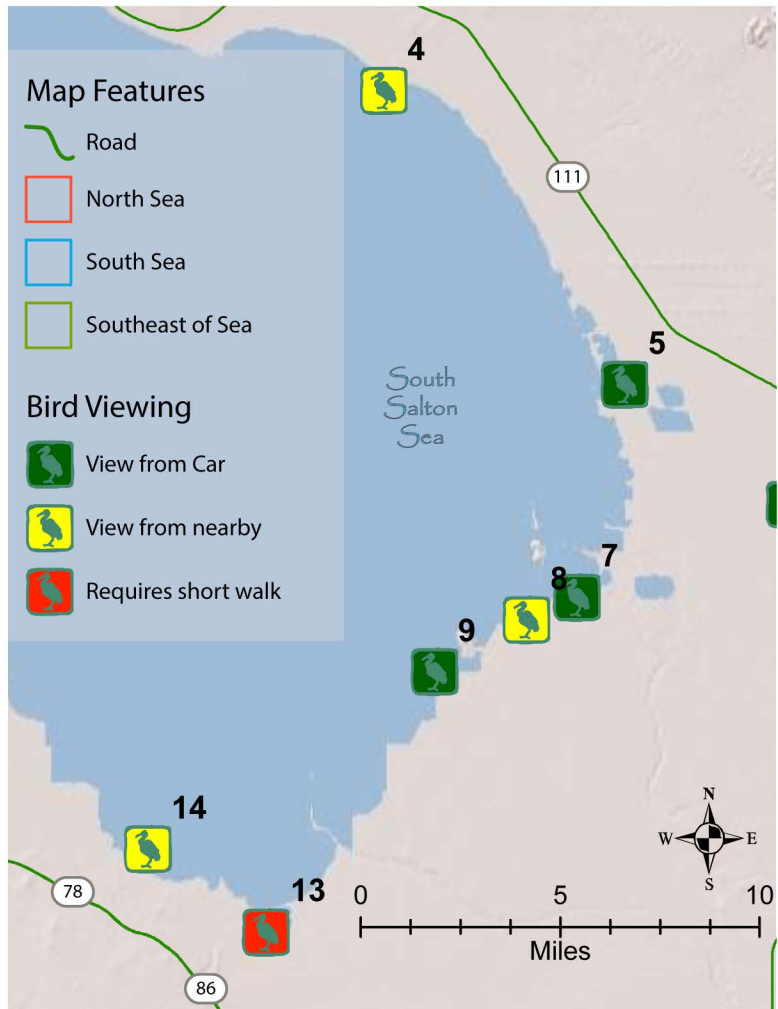 4
Map Features
Road
111
North Sea
South Sea
Southeast of Sea
5
South
Salton
Sea
Bird Viewing
View from Car
View from nearby
7
8
Requires short walk
9
N
14
W E
S
78
13
0 5 10
Miles
86